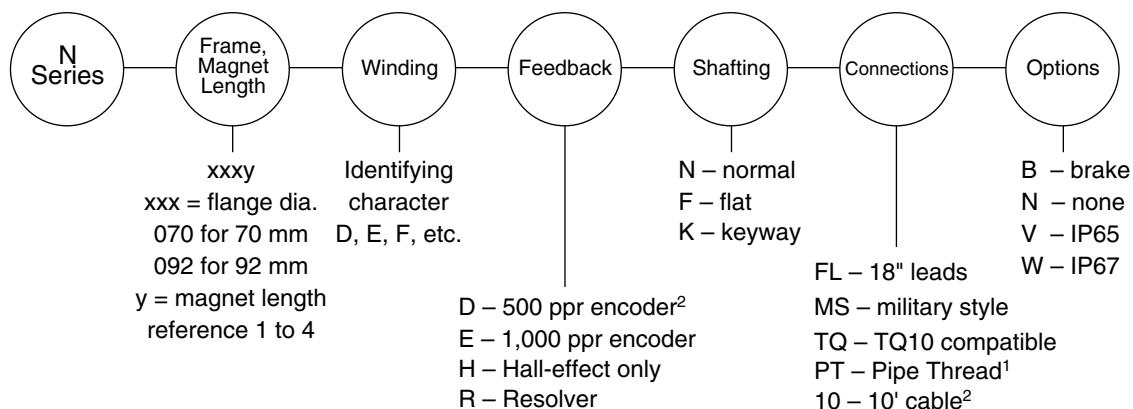 N
Series
Frame,
Magnet
Length
Winding
Feedback
Shafting
Connections
Options
xxxy
xxx = flange dia.
070 for 70 mm
092 for 92 mm
y = magnet length
reference 1 to 4
Identifying
character
D, E, F, etc.
D – 500 ppr encoder²
E – 1,000 ppr encoder
H – Hall-effect only
R – Resolver
N – normal
F – flat
K – keyway
FL – 18" leads
MS – military style
TQ – TQ10 compatible
PT – Pipe Thread¹
10 – 10' cable²
B – brake
N – none
V – IP65
W – IP67